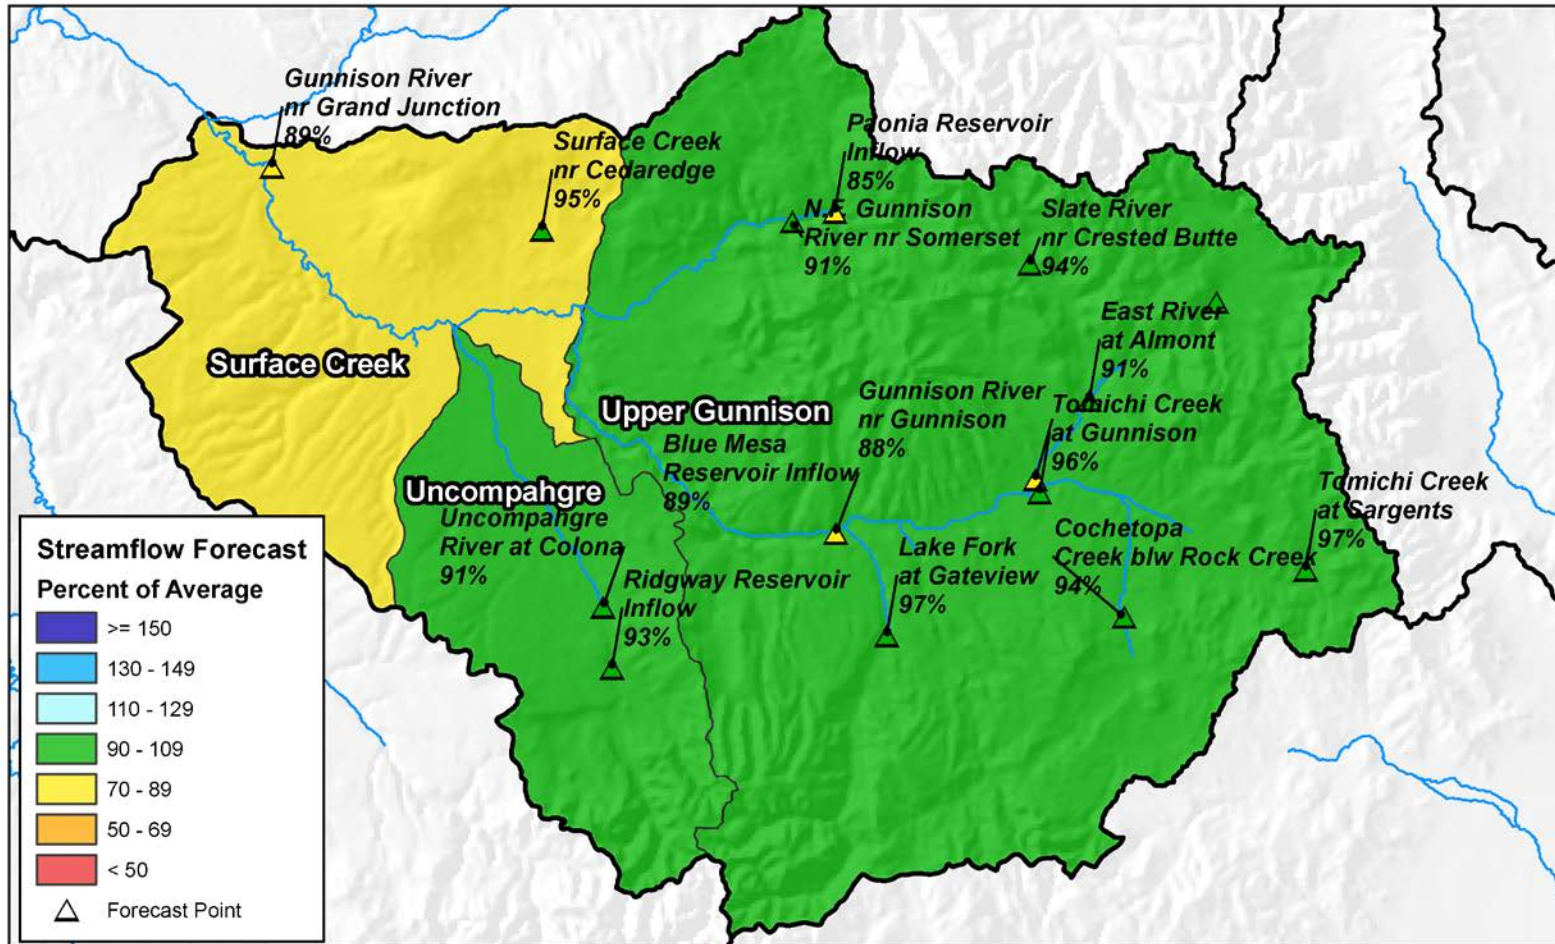 Gunnison River
nr Grand Junction
89%
Surface Creek
nr Cedaredge
95%
Paonia Reservoir
Inflow
85%
N.F. Gunnison
River nr Somerset
91%
Slate River
nr Crested Butte
94%
East River
at Almont
91%
Surface Creek
Upper Gunnison
Gunnison River
nr Gunnison
88%
Tomichi Creek
at Gunnison
96%
Blue Mesa
Reservoir Inflow
89%
Uncompahgre
Uncompahgre
River at Colona
91%
Ridgway Reservoir
Inflow
93%
Lake Fork
at Gateview
97%
Cochetopa
Creek blw Rock Creek
94%
Tomichi Creek
at Sargents
97%
Streamflow Forecast
Percent of Average
>= 150
130 - 149
110 - 129
90 - 109
70 - 89
50 - 69
< 50
Forecast Point